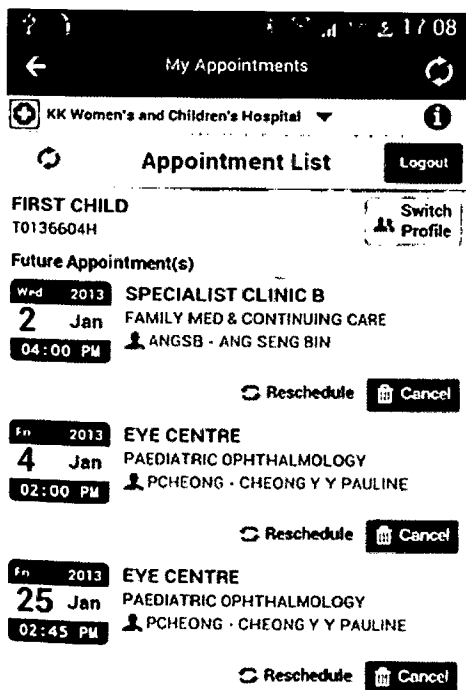 17 08
My Appointments
KK Women's and Children's Hospital
Appointment List
Logout
FIRST CHILD
T0136604H
Switch Profile
Future Appointment(s)
Wed 2013
2 Jan
04:00 PM
SPECIALIST CLINIC B
FAMILY MED & CONTINUING CARE
ANGSB - ANG SENG BIN
Reschedule Cancel
Fri 2013
4 Jan
02:00 PM
EYE CENTRE
PAEDIATRIC OPHTHALMOLOGY
PCHEONG - CHEONG Y Y PAULINE
Reschedule Cancel
Fri 2013
25 Jan
02:45 PM
EYE CENTRE
PAEDIATRIC OPHTHALMOLOGY
PCHEONG - CHEONG Y Y PAULINE
Reschedule Cancel